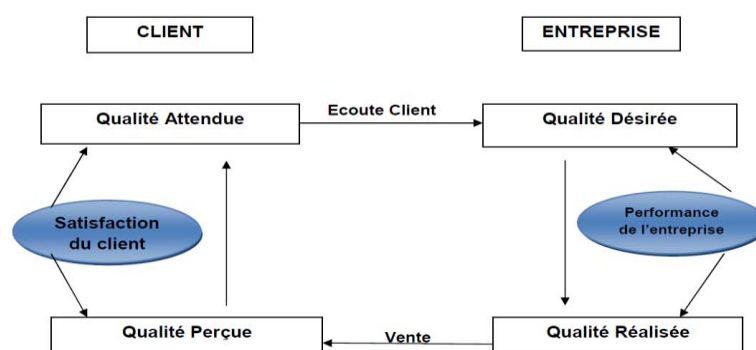 CLIENT
ENTREPRISE
Qualité Attendue
Ecoute Client
Qualité Désirée
Satisfaction
du client
Performance
de l'entreprise
Qualité Perçue
Vente
Qualité Réalisée